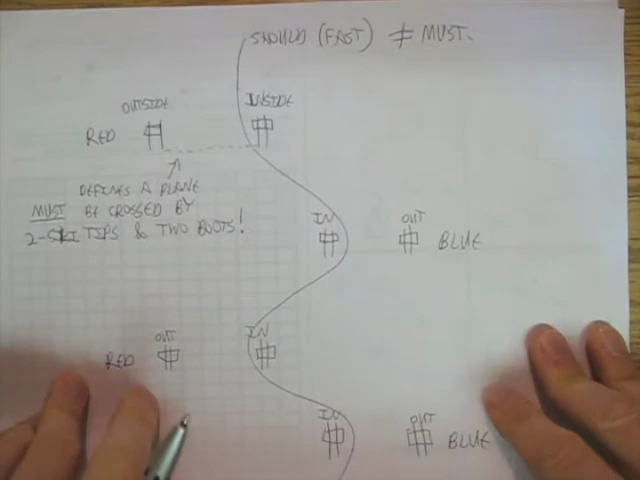 SHOULD (FAST) ≠ MUST.
OUTSIDE
INSIDE
RED
DEFINES A PLANE
MUST BE CROSSED BY
2-SKI TIPS & TWO BOOTS!
IN
OUT
BLUE
OUT
IN
RED
IN
OUT
BLUE